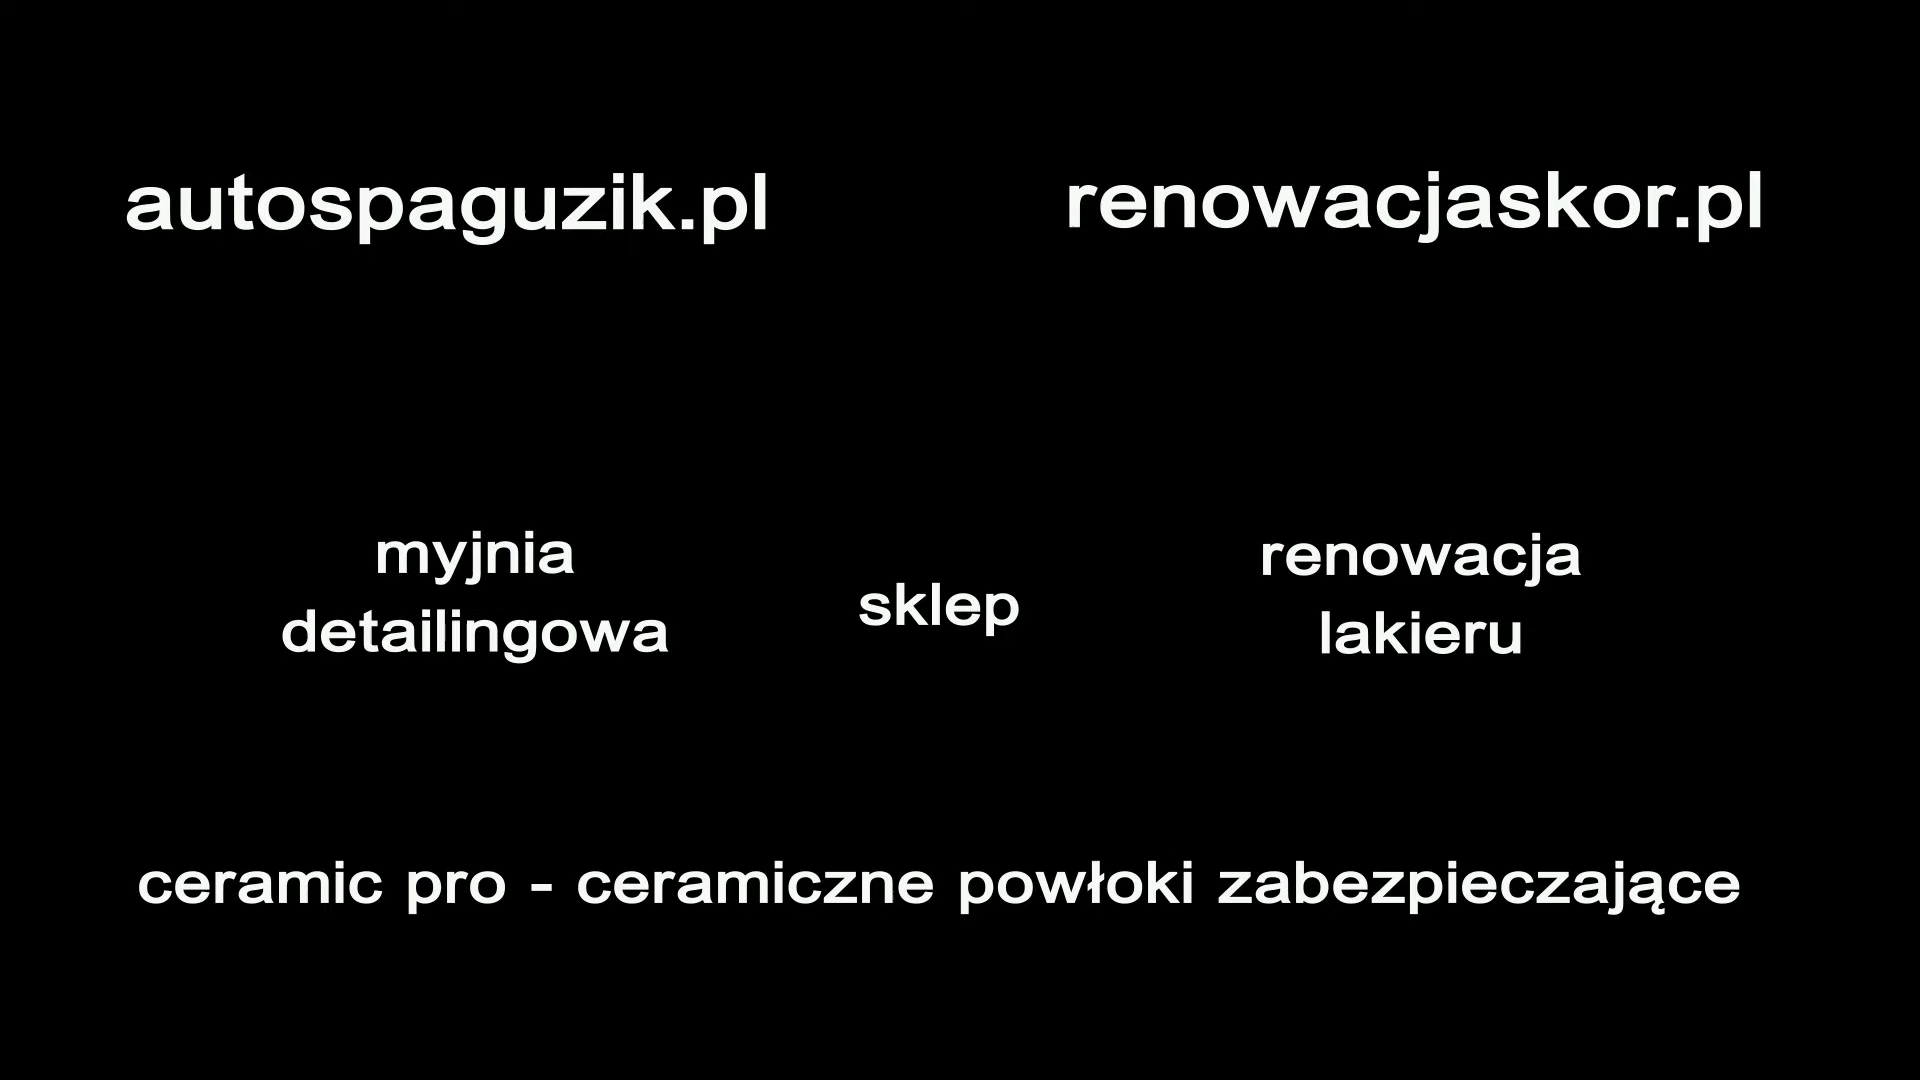 autospaguzik.pl
renowacjaskor.pl
myjnia
detailingowa
sklep
renowacja
lakieru
ceramic pro - ceramiczne powłoki zabezpieczające